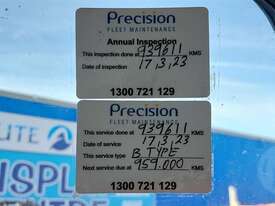 Precision
FLEET MAINTENANCE
Annual Inspection
This inspection done at 939611 KMS
Date of inspection 17,3,23
1300 721 129
Precision
FLEET MAINTENANCE
This service done at 939611 KMS
Date of service 17,3,23
This service type B TYPE
Next service due at 959.000 KMS
1300 721 129